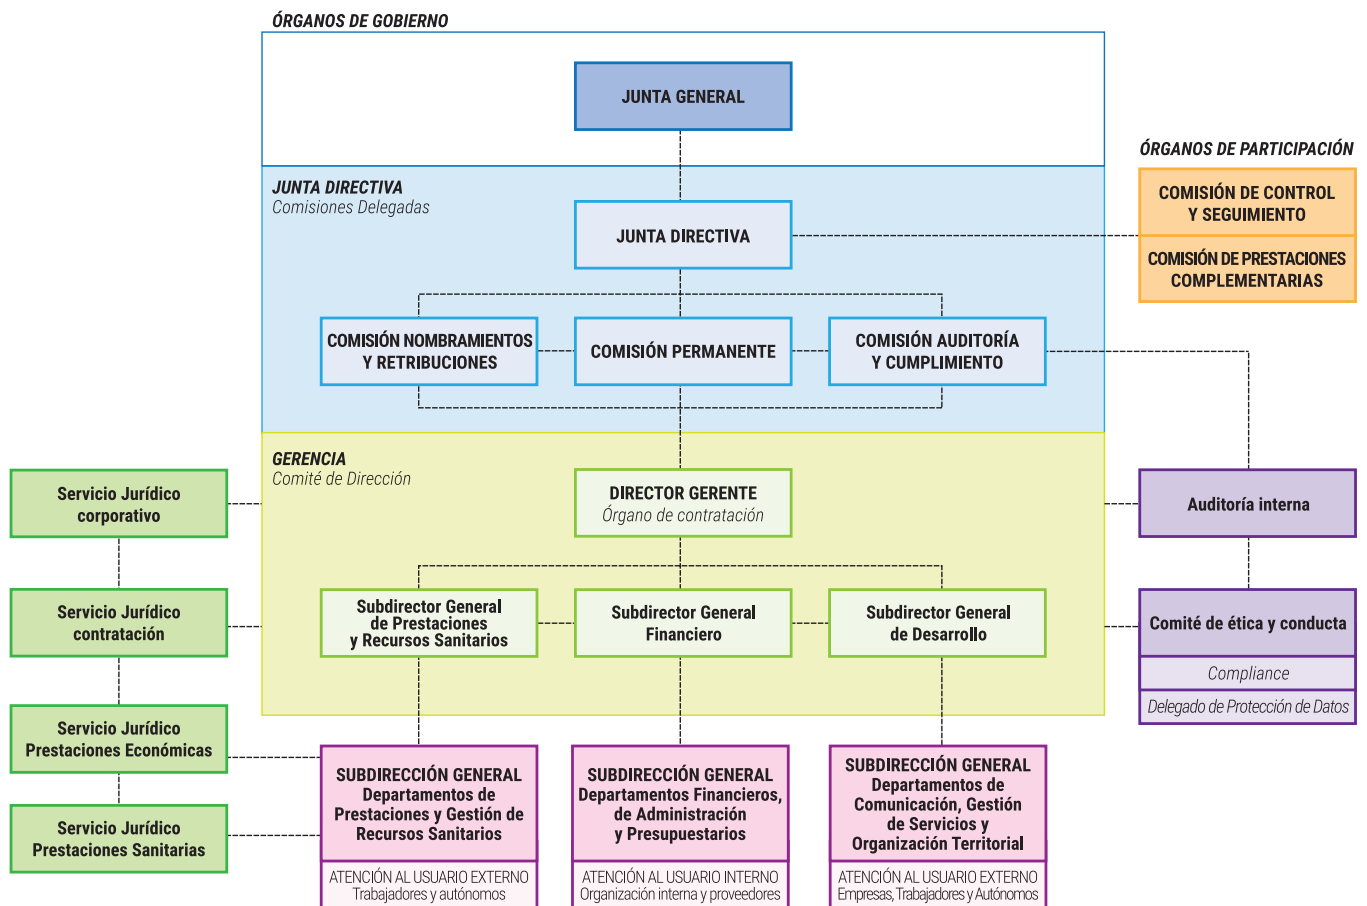 ÓRGANOS DE GOBIERNO
JUNTA GENERAL
ÓRGANOS DE PARTICIPACIÓN
COMISIÓN DE CONTROL
Y SEGUIMIENTO
COMISIÓN DE PRESTACIONES
COMPLEMENTARIAS
JUNTA DIRECTIVA
Comisiones Delegadas
JUNTA DIRECTIVA
COMISIÓN NOMBRAMIENTOS
Y RETRIBUCIONES
COMISIÓN PERMANENTE
COMISIÓN AUDITORÍA
Y CUMPLIMIENTO
GERENCIA
Comité de Dirección
DIRECTOR GERENTE
Órgano de contratación
Servicio Jurídico
corporativo
Auditoría interna
Servicio Jurídico
contratación
Subdirector General
de Prestaciones
y Recursos Sanitarios
Subdirector General
Financiero
Subdirector General
de Desarrollo
Comité de ética y conducta
Compliance
Delegado de Protección de Datos
Servicio Jurídico
Prestaciones Económicas
Servicio Jurídico
Prestaciones Sanitarias
SUBDIRECCIÓN GENERAL
Departamentos de
Prestaciones y Gestión de
Recursos Sanitarios
ATENCIÓN AL USUARIO EXTERNO
Trabajadores y autónomos
SUBDIRECCIÓN GENERAL
Departamentos Financieros,
de Administración
y Presupuestarios
ATENCIÓN AL USUARIO INTERNO
Organización interna y proveedores
SUBDIRECCIÓN GENERAL
Departamentos de
Comunicación, Gestión
de Servicios y
Organización Territorial
ATENCIÓN AL USUARIO EXTERNO
Empresas, Trabajadores y Autónomos